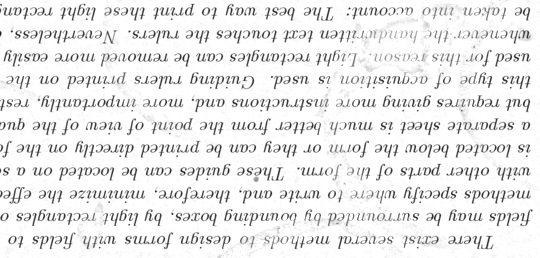 There exist several methods to design forms with fields to
fields may be surrounded by bounding boxes, by light rectangles o
methods specify where to write and, therefore, minimize the effec
with other parts of the form. These guides can be located on a s
is located below the form or they can be printed directly on the fo
a separate sheet is much better from the point of view of the qua
but requires giving more instructions and, more importantly, rest
this type of acquisition is used. Guiding rulers printed on the
used for this reason. Light rectangles can be removed more easily
whenever the handwritten text touches the rulers. Nevertheless,
be taken into account: The best way to print these light rectang